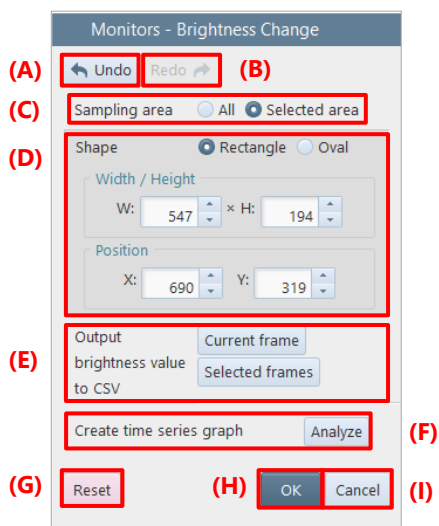 Monitors - Brightness Change
(A) Undo Redo (B)
(C) Sampling area All Selected area
(D) Shape Rectangle Oval
Width / Height
W: 547 × H: 194
Position
X: 690 Y: 319
(E) Output brightness value to CSV
Current frame
Selected frames
Create time series graph Analyze (F)
(G) Reset (H) OK Cancel (I)